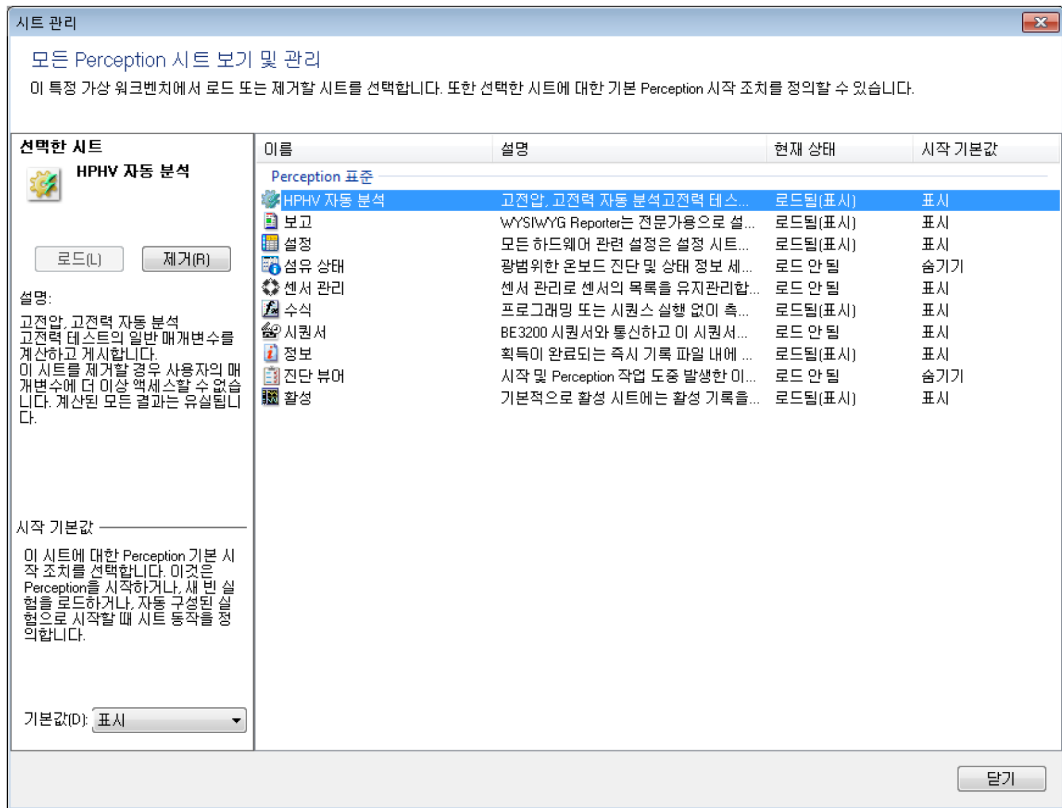 시트 관리
모든 Perception 시트 보기 및 관리
이 특정 가상 워크벤치에서 로드 또는 제거할 시트를 선택합니다. 또한 선택한 시트에 대한 기본 Perception 시작 조치를 정의할 수 있습니다.
선택한 시트
HPHV 자동 분석
로드(L) 제거(R)
설명:
고전압, 고전력 자동 분석
고전력 테스트의 일반 매개변수를
계산하고 게시합니다.
이 시트를 제거할 경우 사용자의 매
개변수에 더 이상 액세스할 수 없습
니다. 계산된 모든 결과는 유실됩니
다.
시작 기본값
이 시트에 대한 Perception 기본 시
작 조치를 선택합니다. 이것은
Perception을 시작하거나, 새 빈 실
험을 로드하거나, 자동 구성된 실
험으로 시작할 때 시트 동작을 정
의합니다.
기본값(D): 표시
이름 설명 현재 상태 시작 기본값
Perception 표준
HPHV 자동 분석 고전압, 고전력 자동 분석고전력 테스... 로드됨(표시) 표시
보고 WYSIWYG Reporter는 전문가용으로 설... 로드됨(표시) 표시
설정 모든 하드웨어 관련 설정은 설정 시트... 로드됨(표시) 표시
섬유 상태 광범위한 온보드 진단 및 상태 정보 세... 로드 안 됨 숨기기
센서 관리 센서 관리로 센서의 목록을 유지관리합... 로드 안 됨 표시
수식 프로그래밍 또는 시퀀스 실행 없이 측... 로드됨(표시) 표시
시퀀서 BE3200 시퀀서와 통신하고 이 시퀀서... 로드 안 됨 표시
정보 획득이 완료되는 즉시 기록 파일 내에 ... 로드됨(표시) 표시
진단 뷰어 시작 및 Perception 작업 도중 발생한 이... 로드 안 됨 숨기기
활성 기본적으로 활성 시트에는 활성 기록을... 로드됨(표시) 표시
닫기